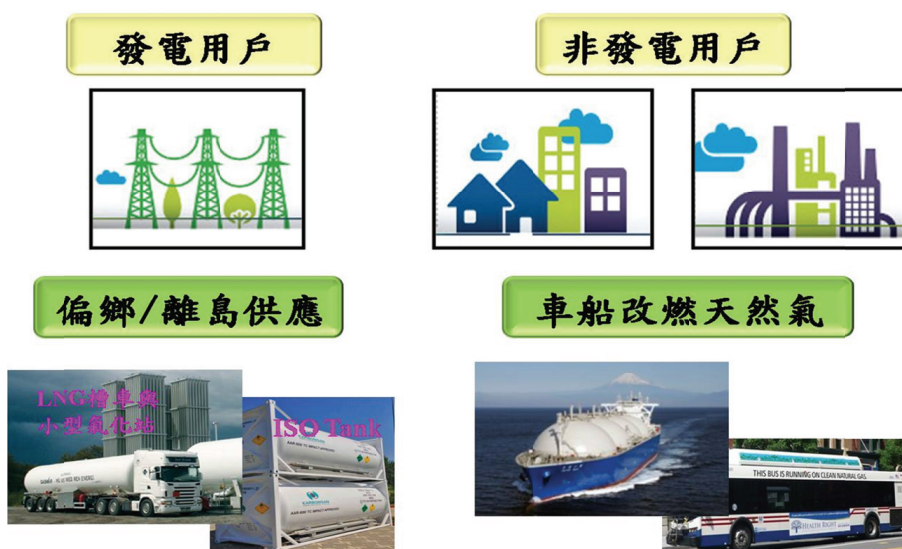 發電用戶
非發電用戶
偏鄉/離島供應
車船改燃天然氣
LNG槽車與
小型氣化站
ISO Tank
THIS BUS IS RUNNING ON CLEAN NATURAL GAS.
HEALTH RIGHT